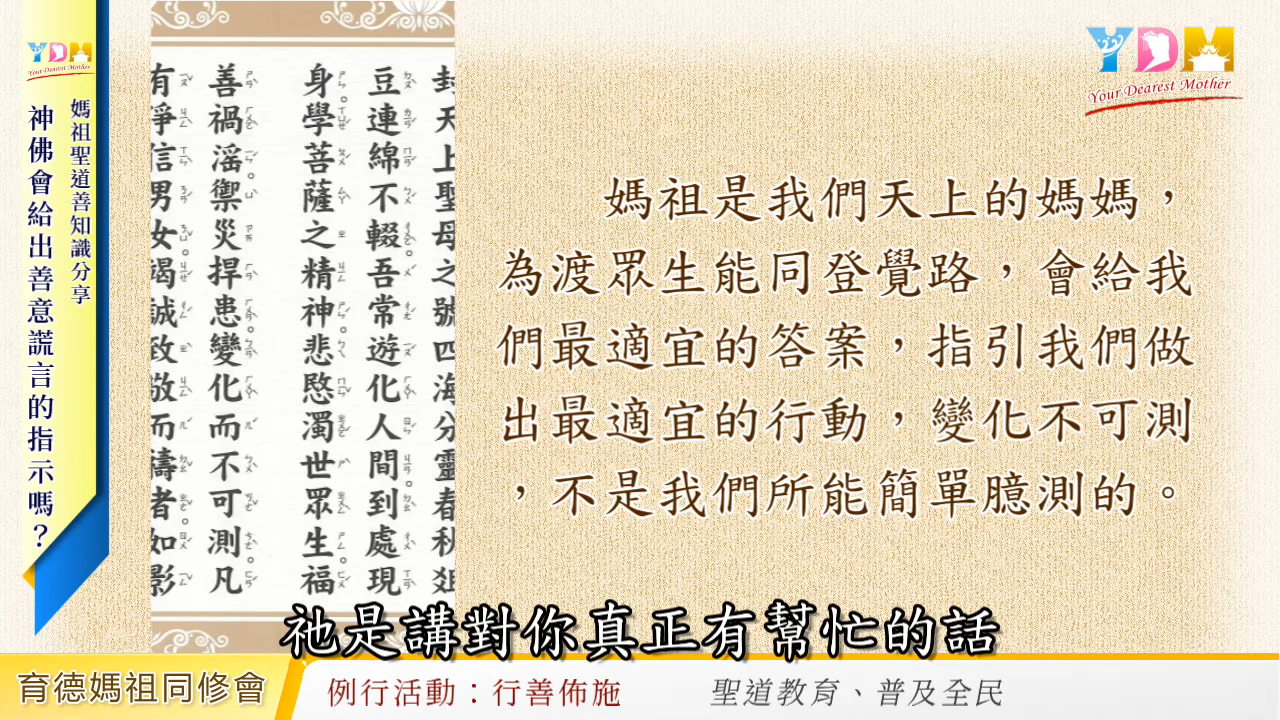 YDM
Your Dearest Mother
媽祖聖道善知識分享
神佛會給出善意謊言的指示嗎？
封天上聖母之號四海分靈春秋俎
豆連綿不輟。吾常遊化人間。到處現
身。學菩薩之精神。悲愍濁世眾生。福
善禍淫。禦災捍患。變化而不可測。凡
有淨信男女。竭誠致敬而禱者。如影
YDM
Your Dearest Mother
媽祖是我們天上的媽媽，
為渡眾生能同登覺路，會給我
們最適宜的答案，指引我們做
出最適宜的行動，變化不可測
，不是我們所能簡單臆測的。
祂是講對你真正有幫忙的話
育德媽祖同修會
例行活動：行善佈施
聖道教育、普及全民